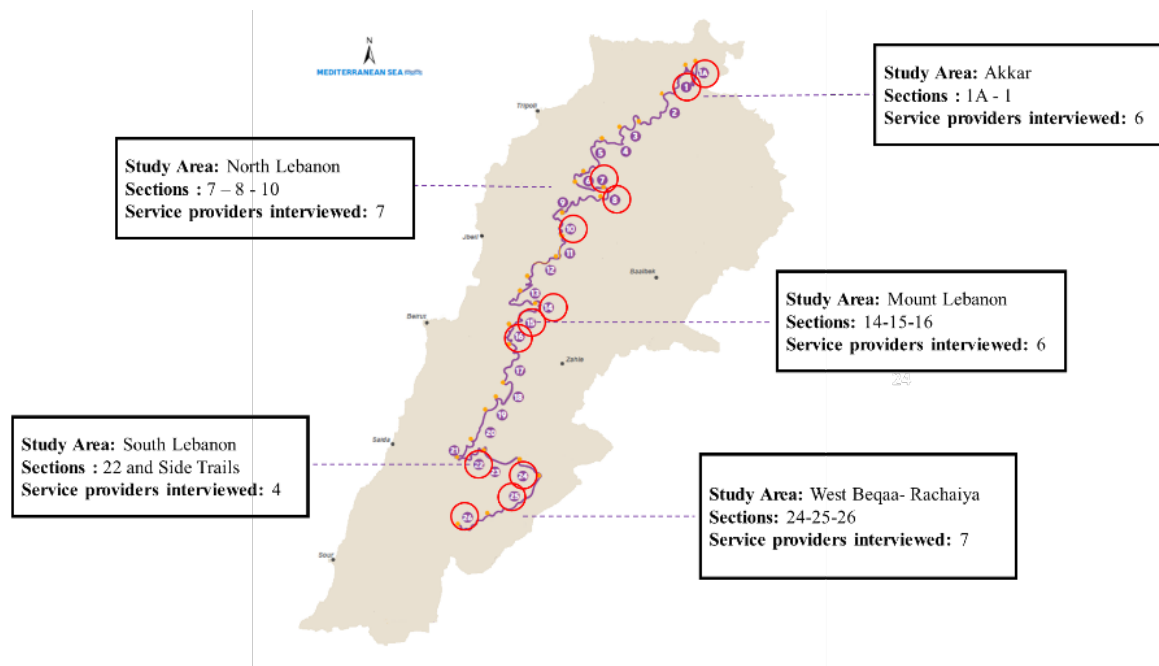 N
MEDITERRANEAN SEA
Study Area: Akkar
Sections : 1A - 1
Service providers interviewed: 6
Study Area: North Lebanon
Sections : 7 – 8 - 10
Service providers interviewed: 7
Study Area: Mount Lebanon
Sections: 14-15-16
Service providers interviewed: 6
24
Study Area: South Lebanon
Sections : 22 and Side Trails
Service providers interviewed: 4
Study Area: West Beqaa- Rachaiya
Sections: 24-25-26
Service providers interviewed: 7
Tripoli
Jbeil
Baalbek
Beirut
Zahle
Saida
Sour
1A
1
2
3
4
5
6
7
8
9
10
11
12
13
14
15
16
17
18
19
20
21
22
23
24
25
26